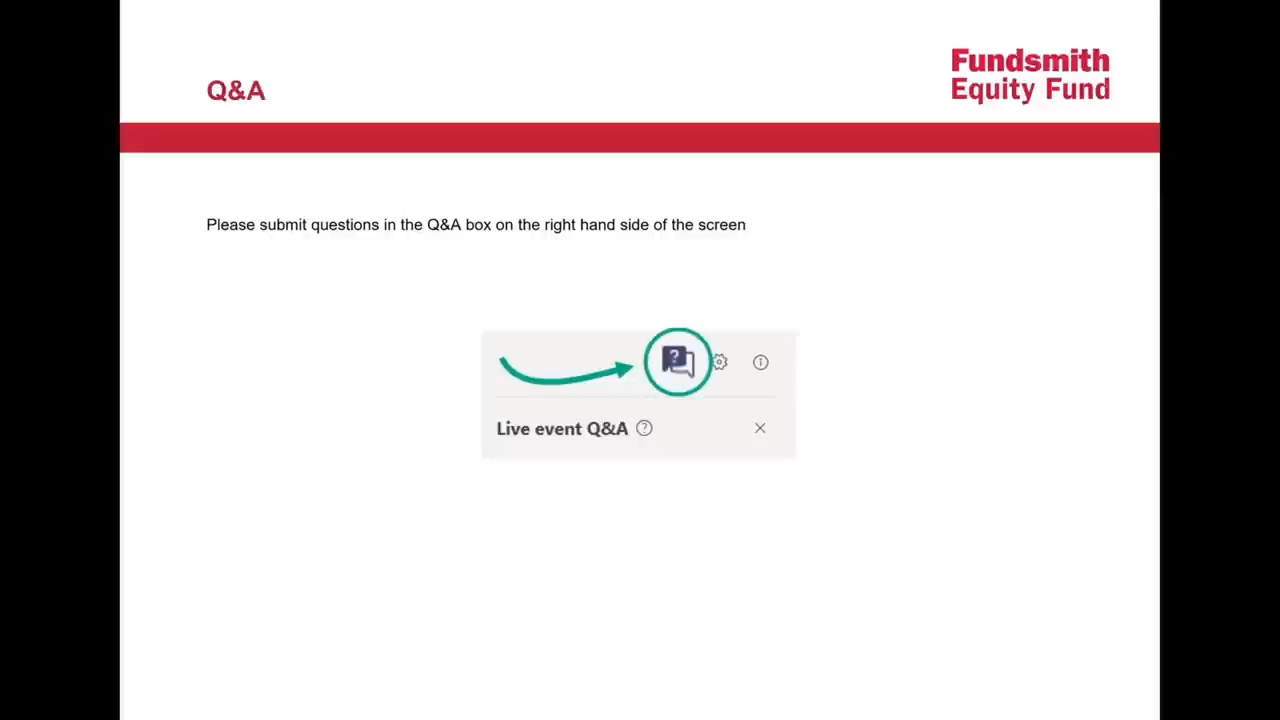 Q&A
Fundsmith
Equity Fund
Please submit questions in the Q&A box on the right hand side of the screen
Live event Q&A